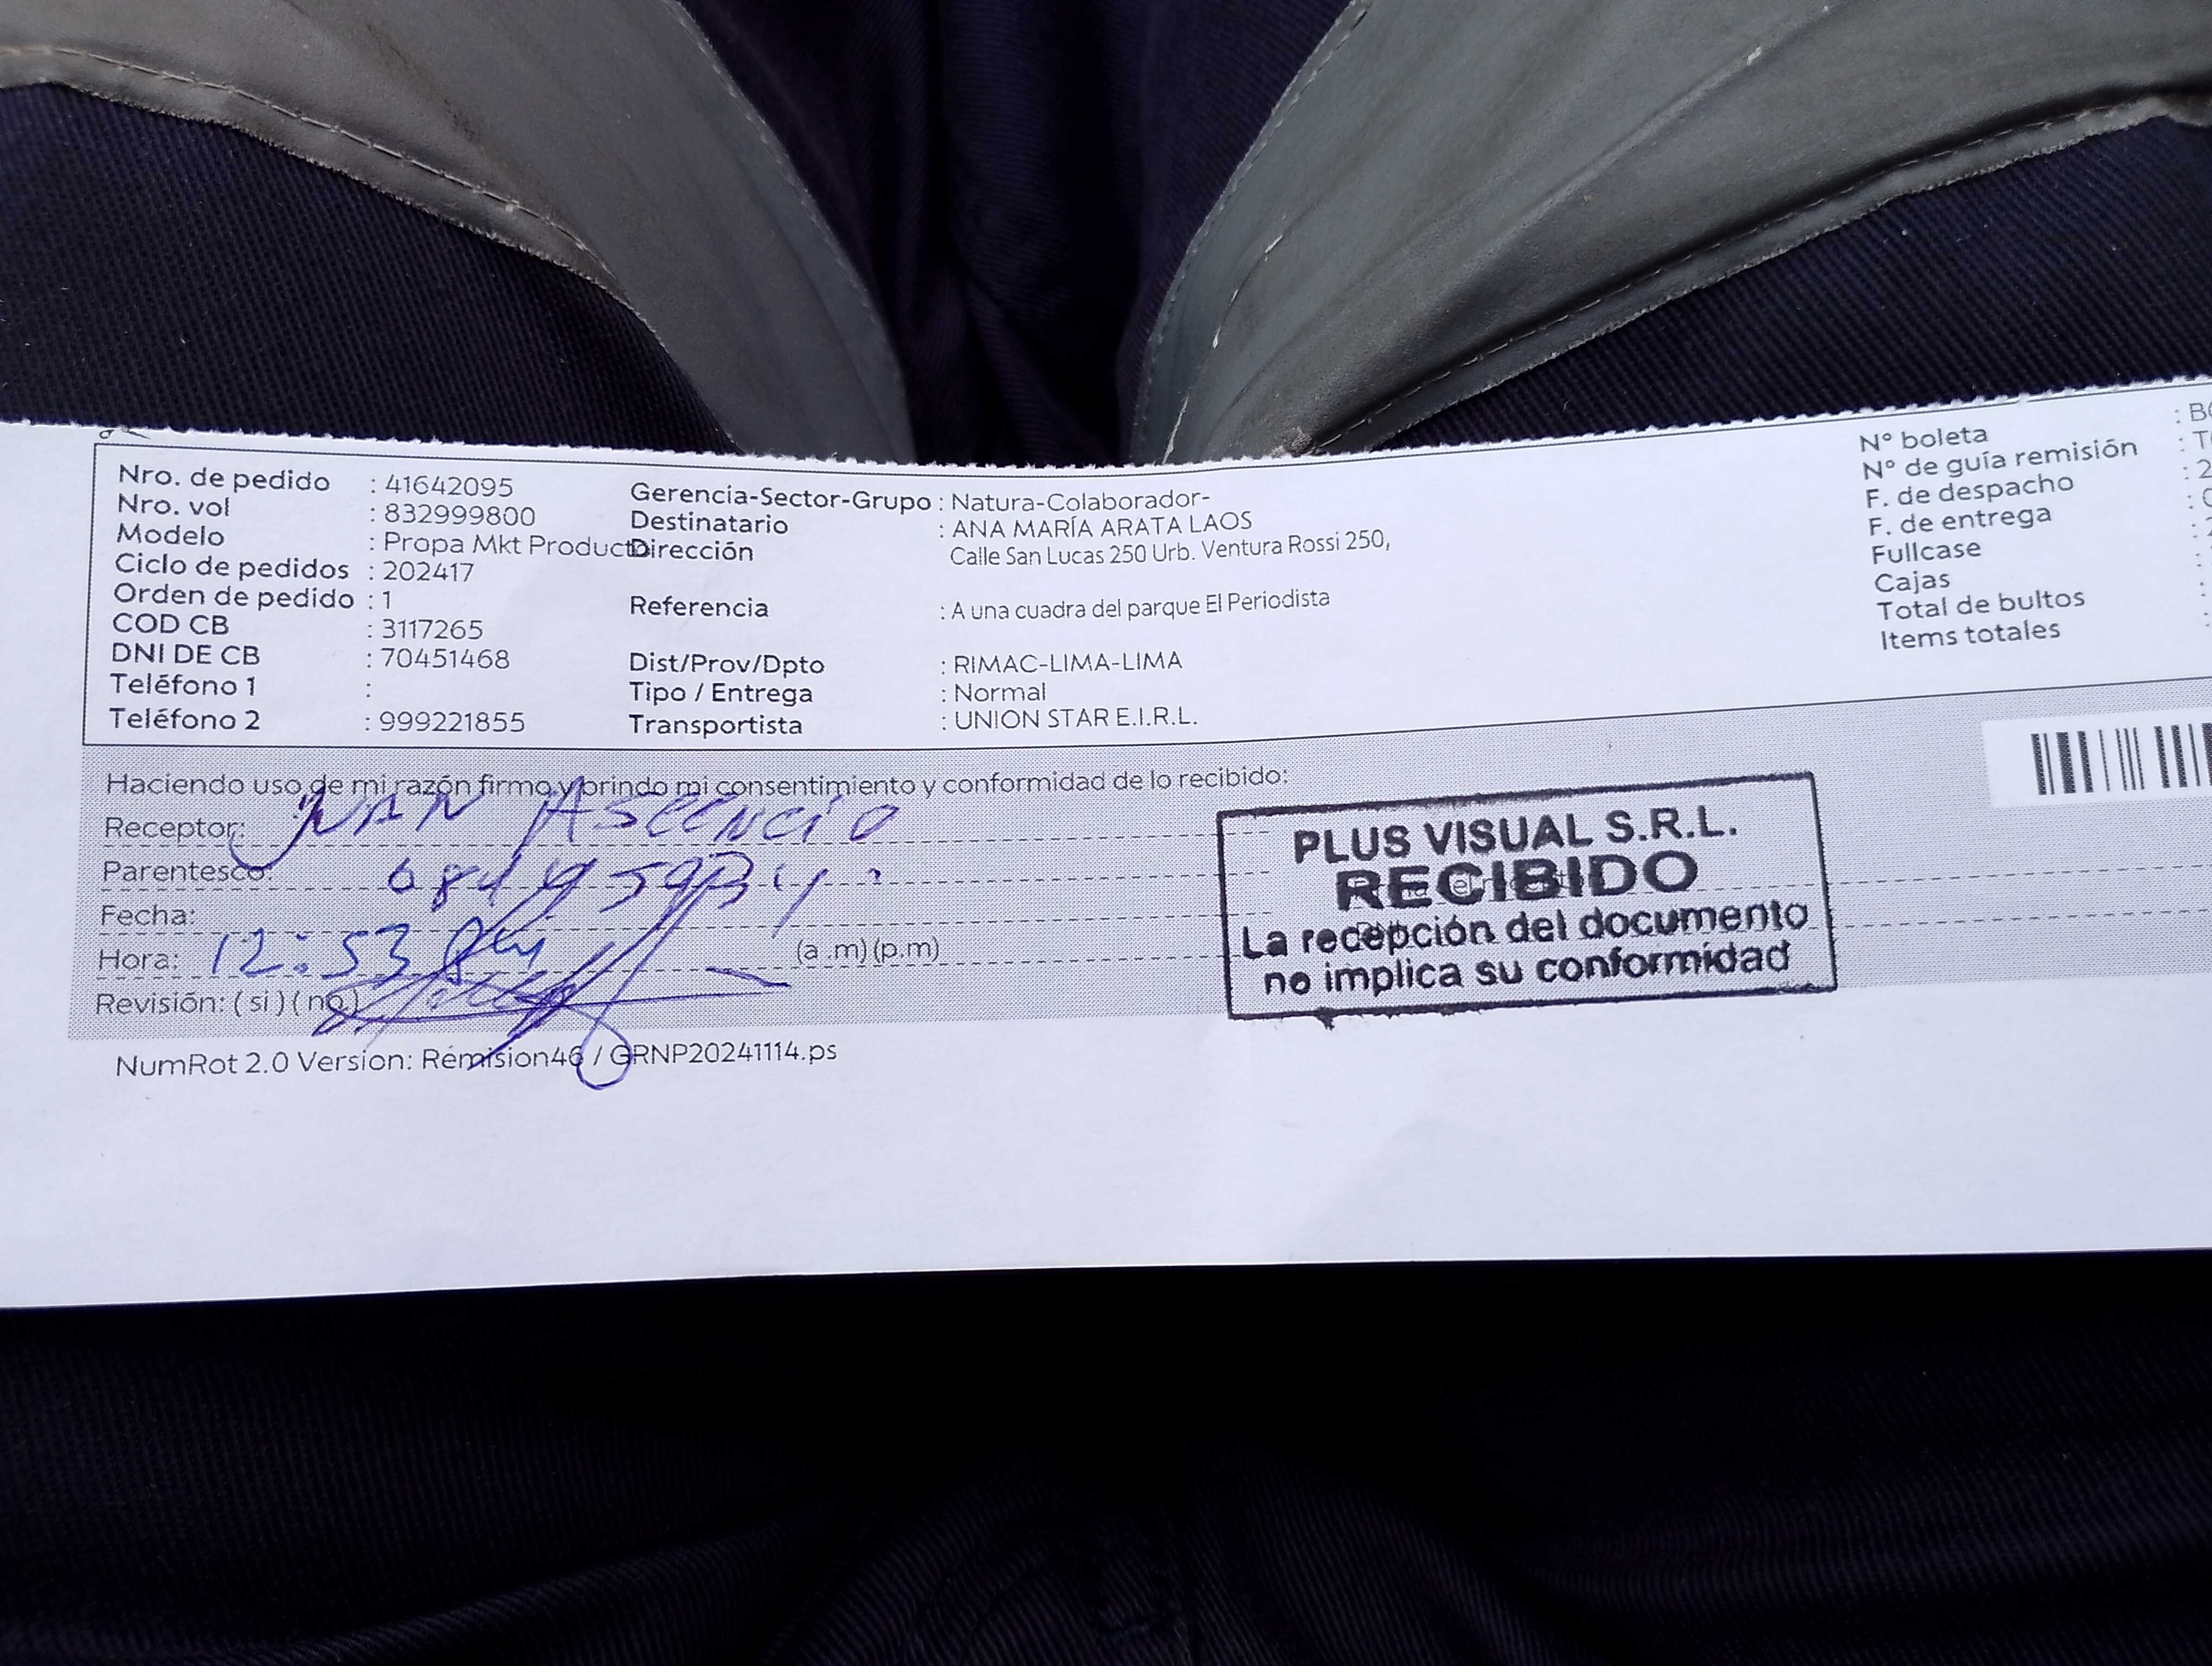 Nro. de pedido : 41642095
Nro. vol : 832999800
Modelo : Propa Mkt Producto
Ciclo de pedidos : 202417
Orden de pedido : 1
COD CB : 3117265
DNI DE CB : 70451468
Teléfono 1 :
Teléfono 2 : 999221855
Gerencia-Sector-Grupo : Natura-Colaborador-
Destinatario : ANA MARÍA ARATA LAOS
Dirección Calle San Lucas 250 Urb. Ventura Rossi 250,
Referencia : A una cuadra del parque El Periodista
Dist/Prov/Dpto : RIMAC-LIMA-LIMA
Tipo / Entrega : Normal
Transportista : UNION STAR E.I.R.L.
N° boleta : B
N° de guía remisión : T
F. de despacho : 2
F. de entrega :
Fullcase :
Cajas :
Total de bultos :
Items totales :
Haciendo uso de mi razón firmo y brindo mi consentimiento y conformidad de lo recibido:
Receptor: JUAN ASCENCIO
Parentesco:
Fecha:
Hora: 12:53 (a .m) (p.m)
Revisión: ( si ) ( no )
PLUS VISUAL S.R.L.
RECIBIDO
La recepción del documento
no implica su conformidad
NumRot 2.0 Version: Remision46 / GRNP20241114.ps